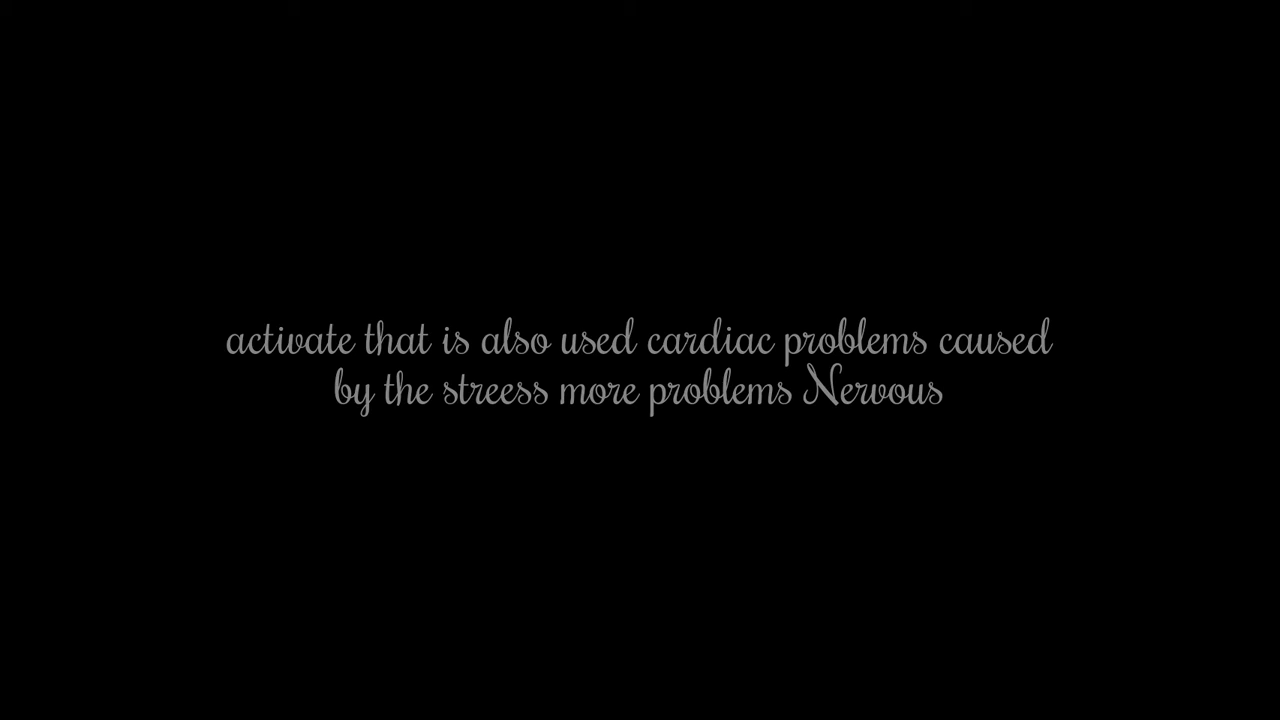 activate that is also used cardiac problems caused
by the streess more problems Nervous